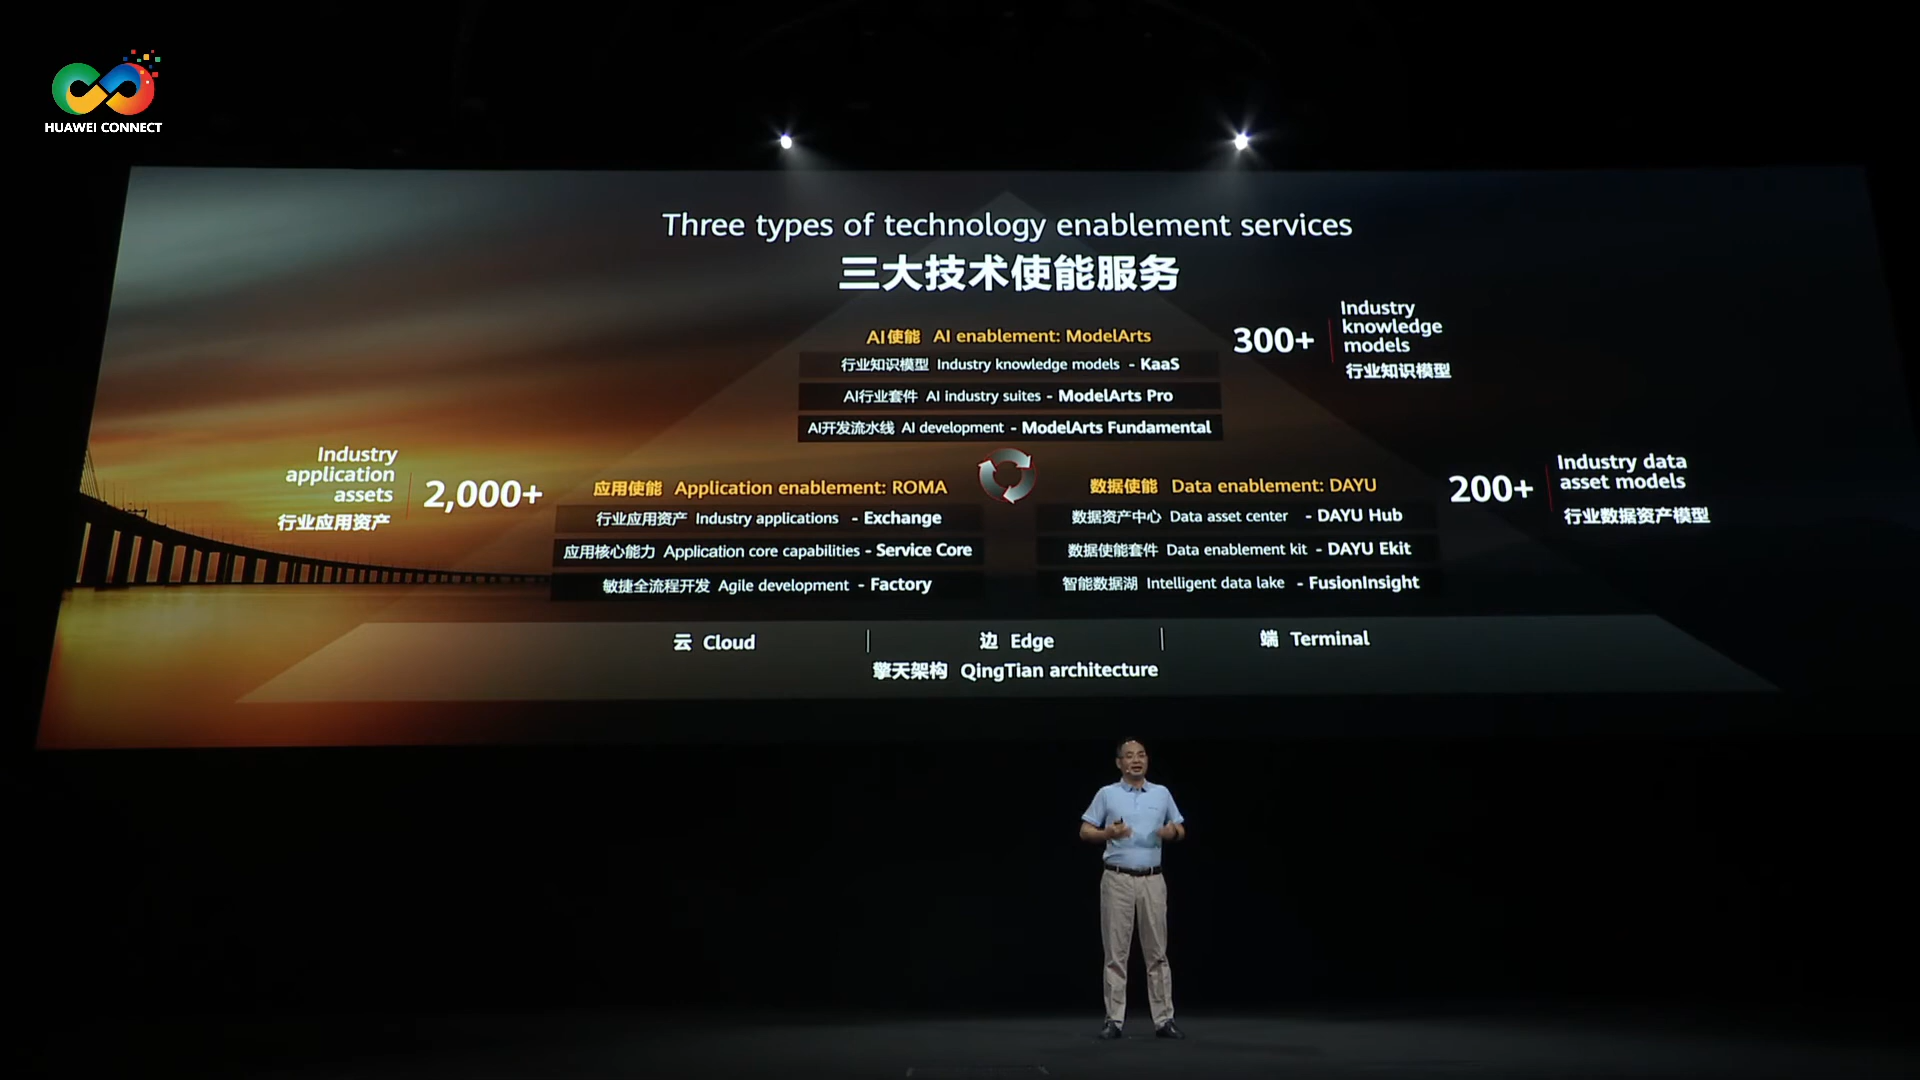 HUAWEI CONNECT
Three types of technology enablement services
三大技术使能服务
AI使能 AI enablement: ModelArts
行业知识模型 Industry knowledge models - KaaS
AI行业套件 AI industry suites - ModelArts Pro
AI开发流水线 AI development - ModelArts Fundamental
300+
Industry
knowledge
models
行业知识模型
Industry
application
assets
行业应用资产
2,000+
应用使能 Application enablement: ROMA
行业应用资产 Industry applications - Exchange
应用核心能力 Application core capabilities - Service Core
敏捷全流程开发 Agile development - Factory
数据使能 Data enablement: DAYU
数据资产中心 Data asset center - DAYU Hub
数据使能套件 Data enablement kit - DAYU Ekit
智能数据湖 Intelligent data lake - FusionInsight
200+
Industry data
asset models
行业数据资产模型
云 Cloud | 边 Edge | 端 Terminal
擎天架构 QingTian architecture